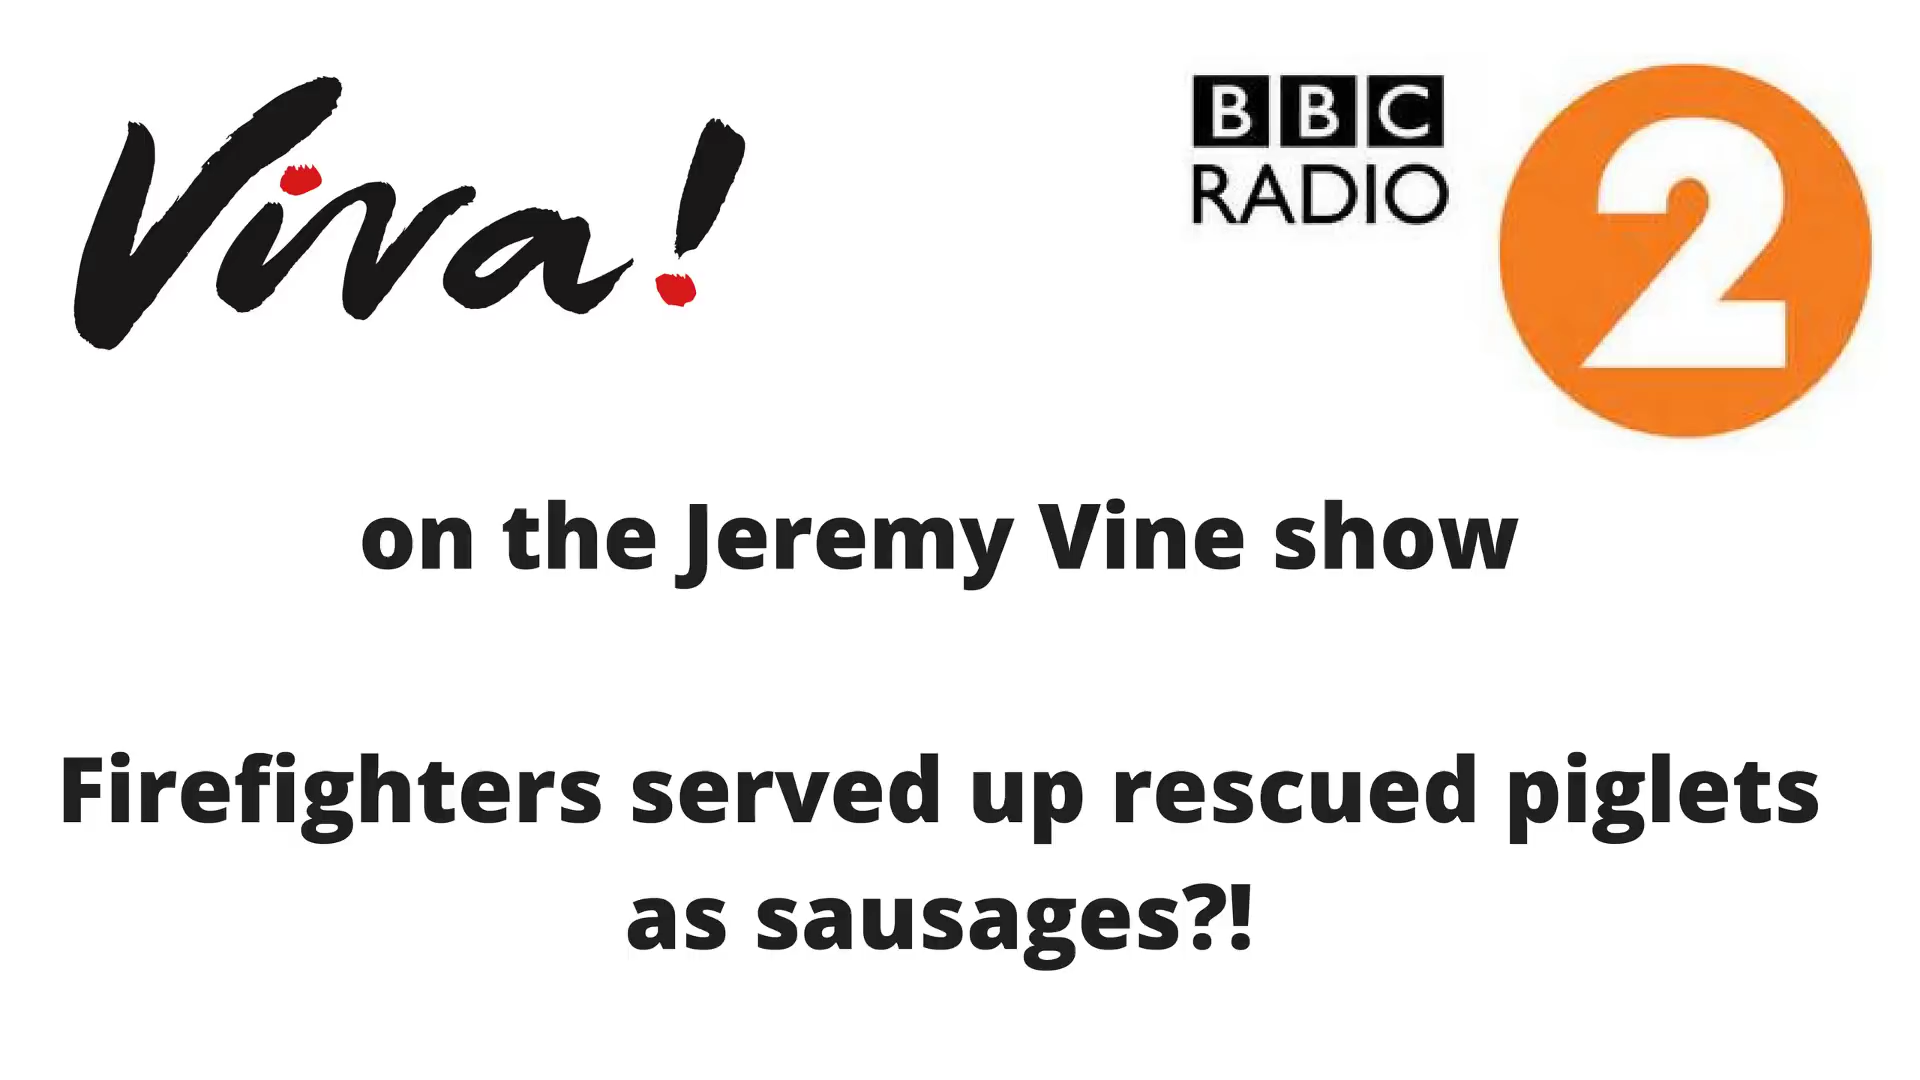 Viva!
BBC
RADIO
2
on the Jeremy Vine show
Firefighters served up rescued piglets
as sausages?!